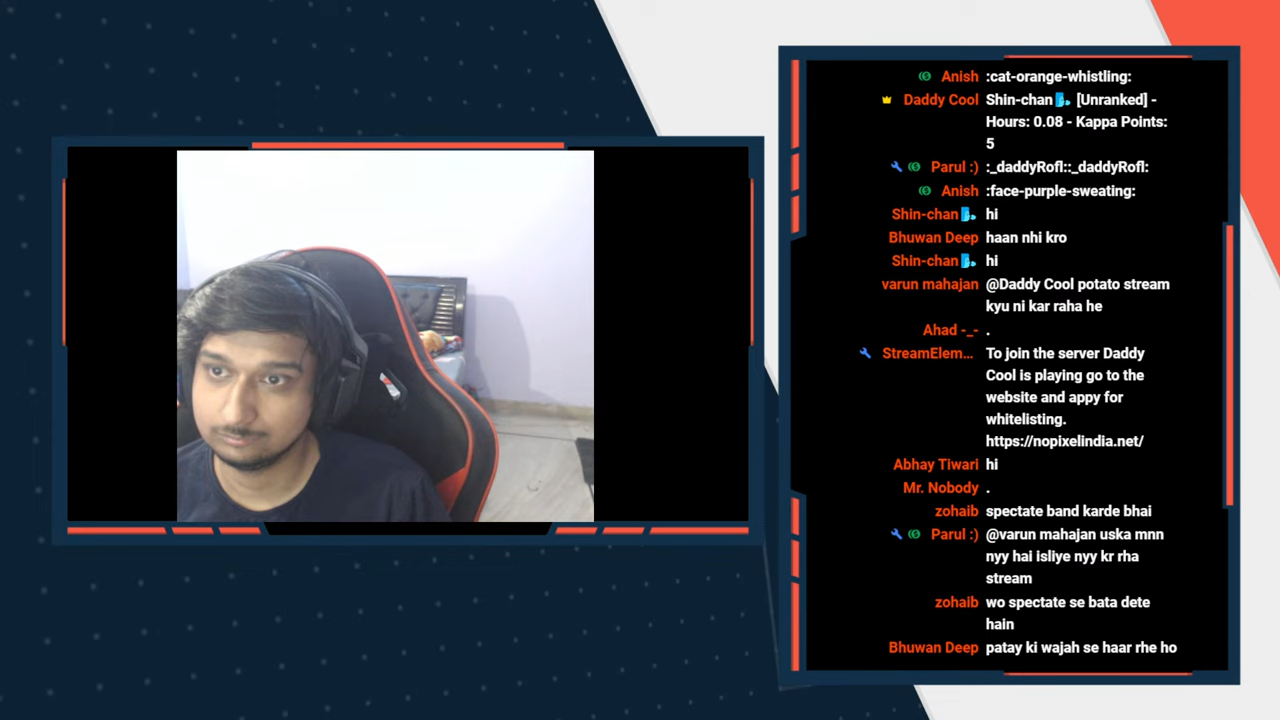 Anish :cat-orange-whistling:
Daddy Cool Shin-chan [Unranked] -
Hours: 0.08 - Kappa Points:
5
Parul :) :_daddyRofl::_daddyRofl:
Anish :face-purple-sweating:
Shin-chan hi
Bhuwan Deep haan nhi kro
Shin-chan hi
varun mahajan @Daddy Cool potato stream
kyu ni kar raha he
Ahad -_- .
StreamElem... To join the server Daddy
Cool is playing go to the
website and appy for
whitelisting.
https://nopixelindia.net/
Abhay Tiwari hi
Mr. Nobody .
zohaib spectate band karde bhai
Parul :) @varun mahajan uska mnn
nyy hai isliye nyy kr rha
stream
zohaib wo spectate se bata dete
hain
Bhuwan Deep patay ki wajah se haar rhe ho